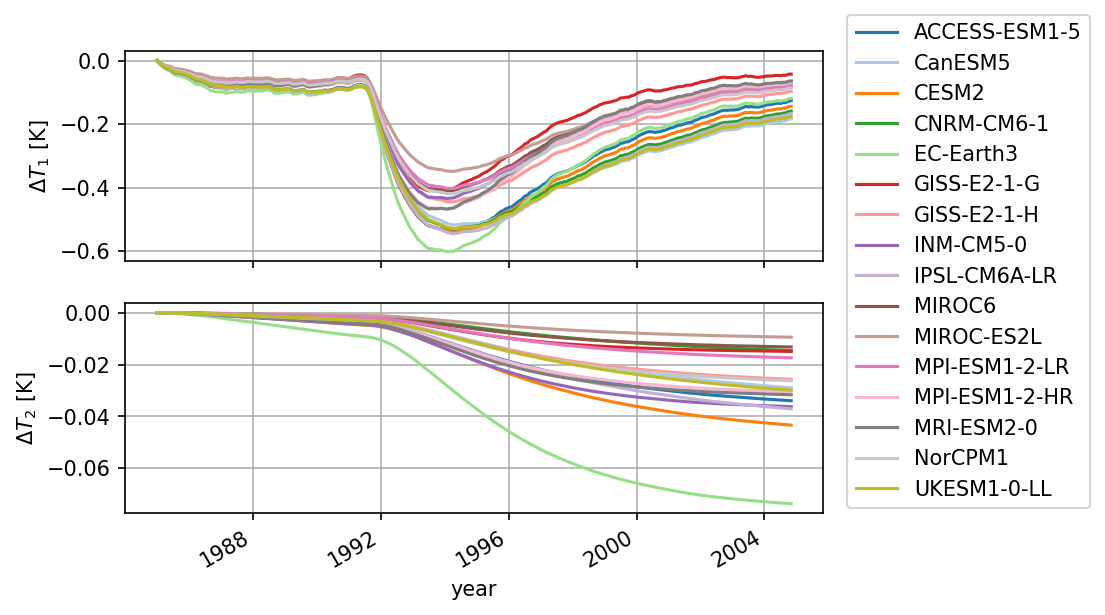 0.0
−0.2
−0.4
−0.6
ΔT₁ [K]
0.00
−0.02
−0.04
−0.06
ΔT₂ [K]
1988
1992
1996
2000
2004
year
ACCESS-ESM1-5
CanESM5
CESM2
CNRM-CM6-1
EC-Earth3
GISS-E2-1-G
GISS-E2-1-H
INM-CM5-0
IPSL-CM6A-LR
MIROC6
MIROC-ES2L
MPI-ESM1-2-LR
MPI-ESM1-2-HR
MRI-ESM2-0
NorCPM1
UKESM1-0-LL